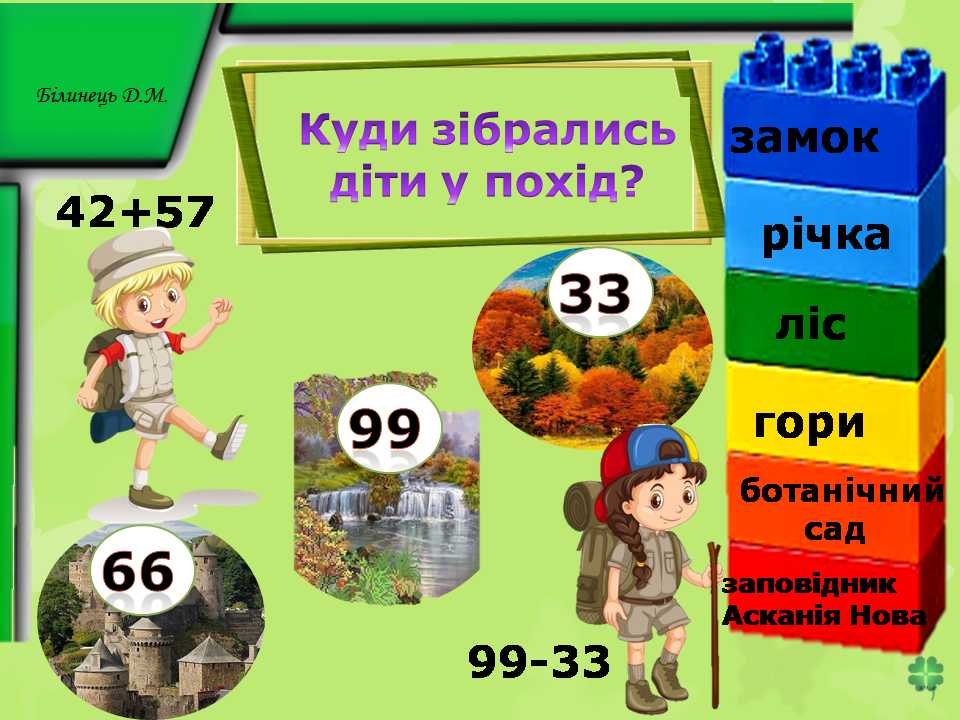 Білинець Д.М.
Куди зібрались
діти у похід?
42+57
33
99
66
99-33
замок
річка
ліс
гори
ботанічний
сад
заповідник
Асканія Нова